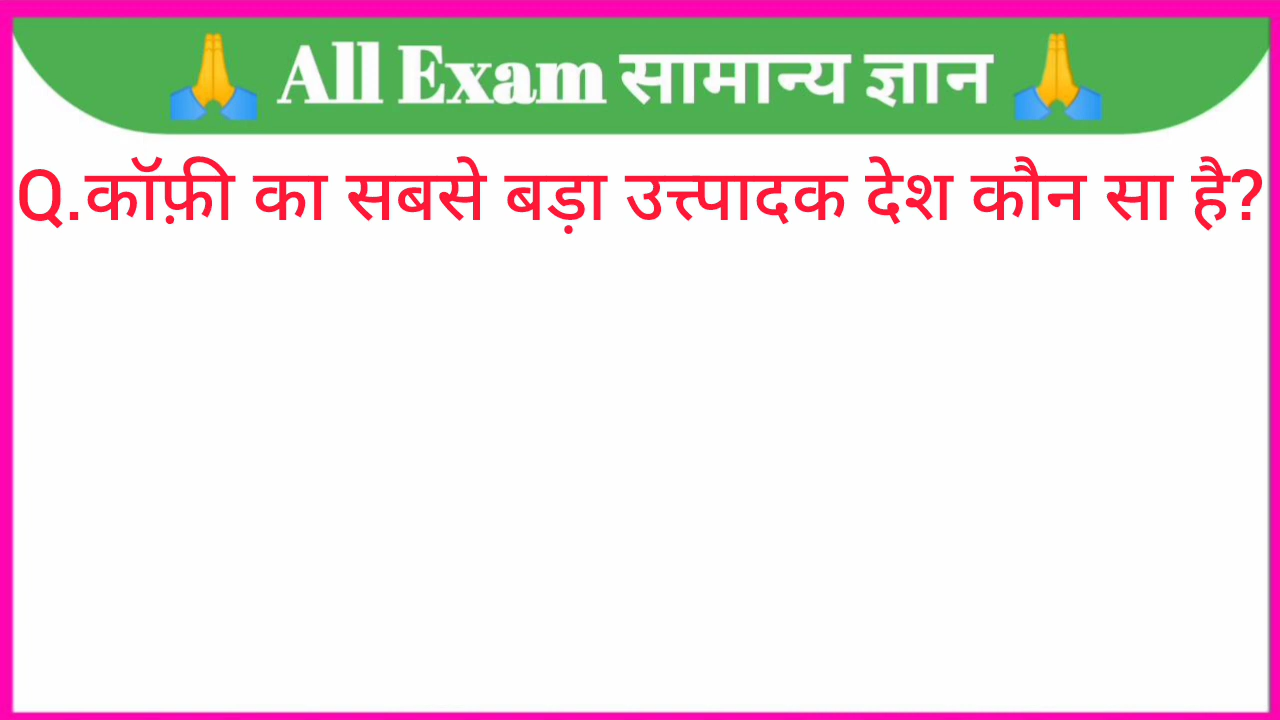 🙏 All Exam सामान्य ज्ञान 🙏
Q.कॉफ़ी का सबसे बड़ा उत्त्पादक देश कौन सा है?